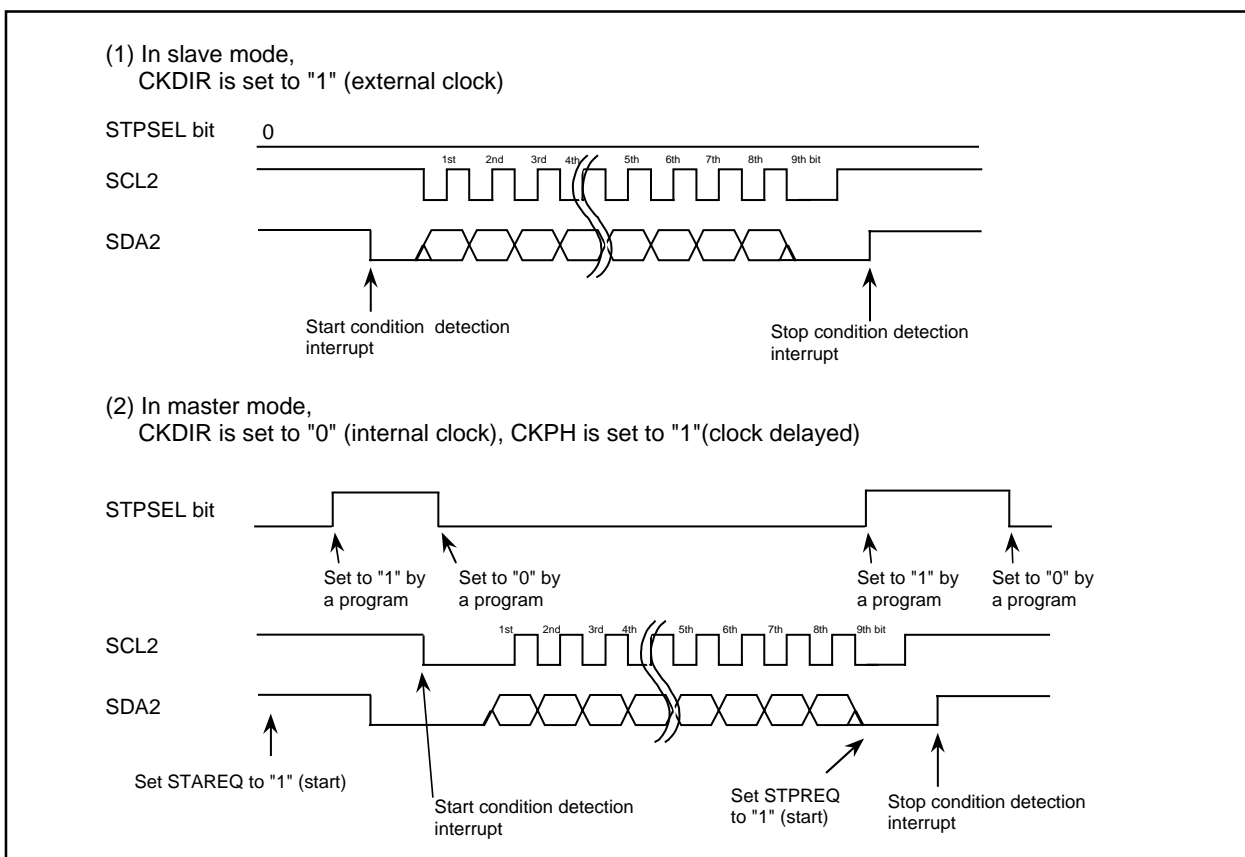 (1) In slave mode,
CKDIR is set to "1" (external clock)
STPSEL bit 0
1st 2nd 3rd 4th 5th 6th 7th 8th 9th bit
SCL2
SDA2
Start condition detection
interrupt
Stop condition detection
interrupt
(2) In master mode,
CKDIR is set to "0" (internal clock), CKPH is set to "1"(clock delayed)
STPSEL bit
Set to "1" by
a program
Set to "0" by
a program
Set to "1" by
a program
Set to "0" by
a program
1st 2nd 3rd 4th 5th 6th 7th 8th 9th bit
SCL2
SDA2
Set STAREQ to "1" (start)
Start condition detection
interrupt
Set STPREQ
to "1" (start)
Stop condition detection
interrupt